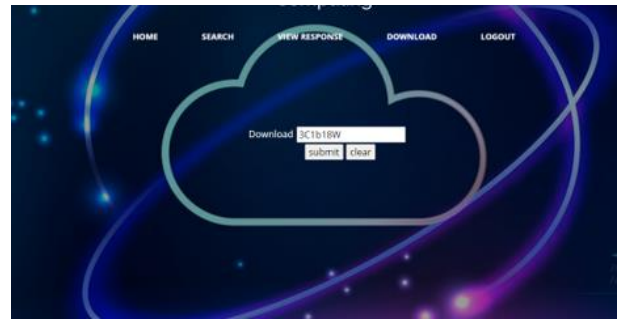 HOME SEARCH VIEW RESPONSE DOWNLOAD LOGOUT
Download 3C1b18W
submit clear